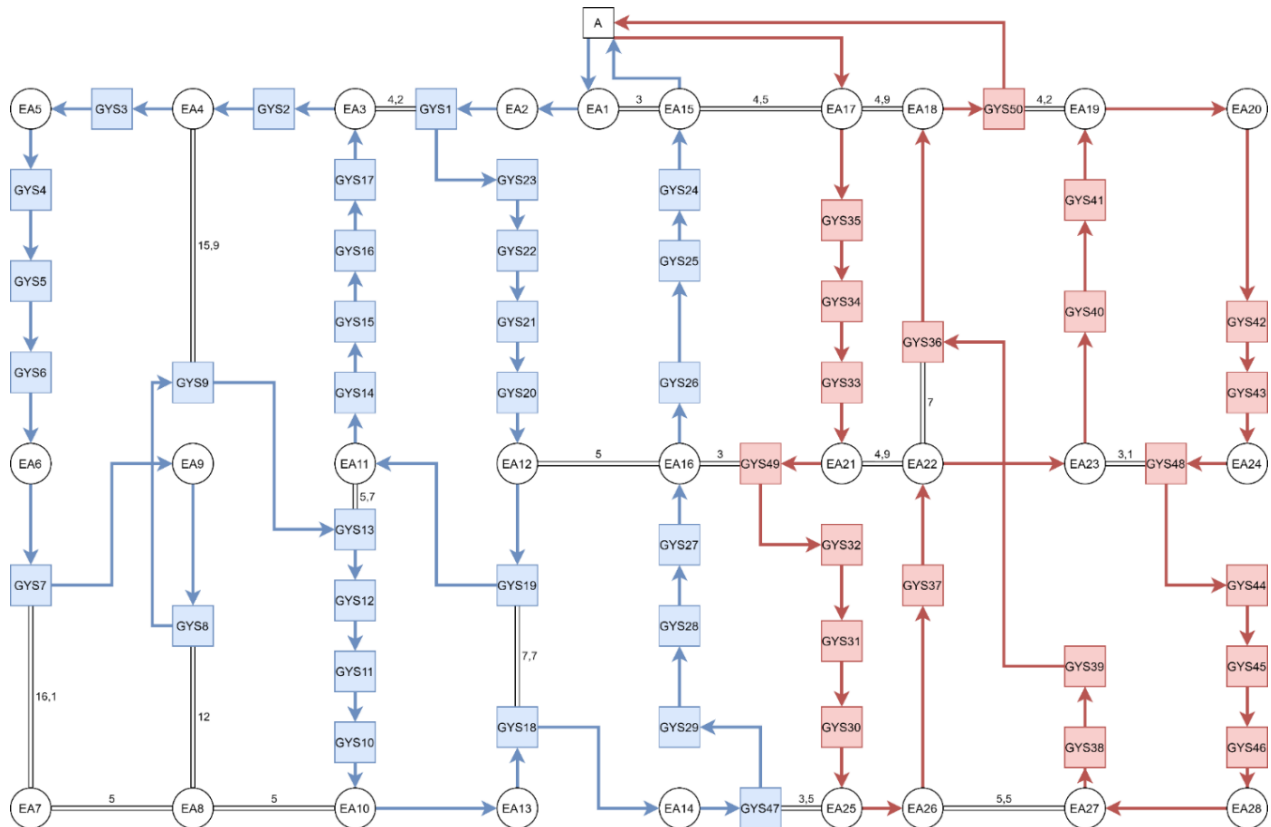 A
EA5
GYS3
EA4
GYS2
EA3
4,2
GYS1
EA2
EA1
3
EA15
4,5
EA17
4,9
EA18
GYS50
4,2
EA19
EA20
GYS4
GYS17
GYS23
GYS24
GYS35
GYS41
15,9
GYS16
GYS22
GYS25
GYS5
GYS34
GYS40
GYS15
GYS21
GYS42
GYS36
GYS6
GYS9
GYS14
GYS20
GYS26
GYS33
GYS43
7
EA6
EA9
EA11
EA12
5
EA16
3
GYS49
EA21
4,9
EA22
EA23
3,1
GYS48
EA24
5,7
GYS13
GYS27
GYS32
GYS7
GYS12
GYS19
GYS37
GYS44
GYS8
GYS28
GYS31
7,7
GYS11
GYS39
GYS45
16,1
12
GYS10
GYS18
GYS29
GYS30
GYS38
GYS46
EA7
5
EA8
5
EA10
EA13
EA14
GYS47
3,5
EA25
EA26
5,5
EA27
EA28